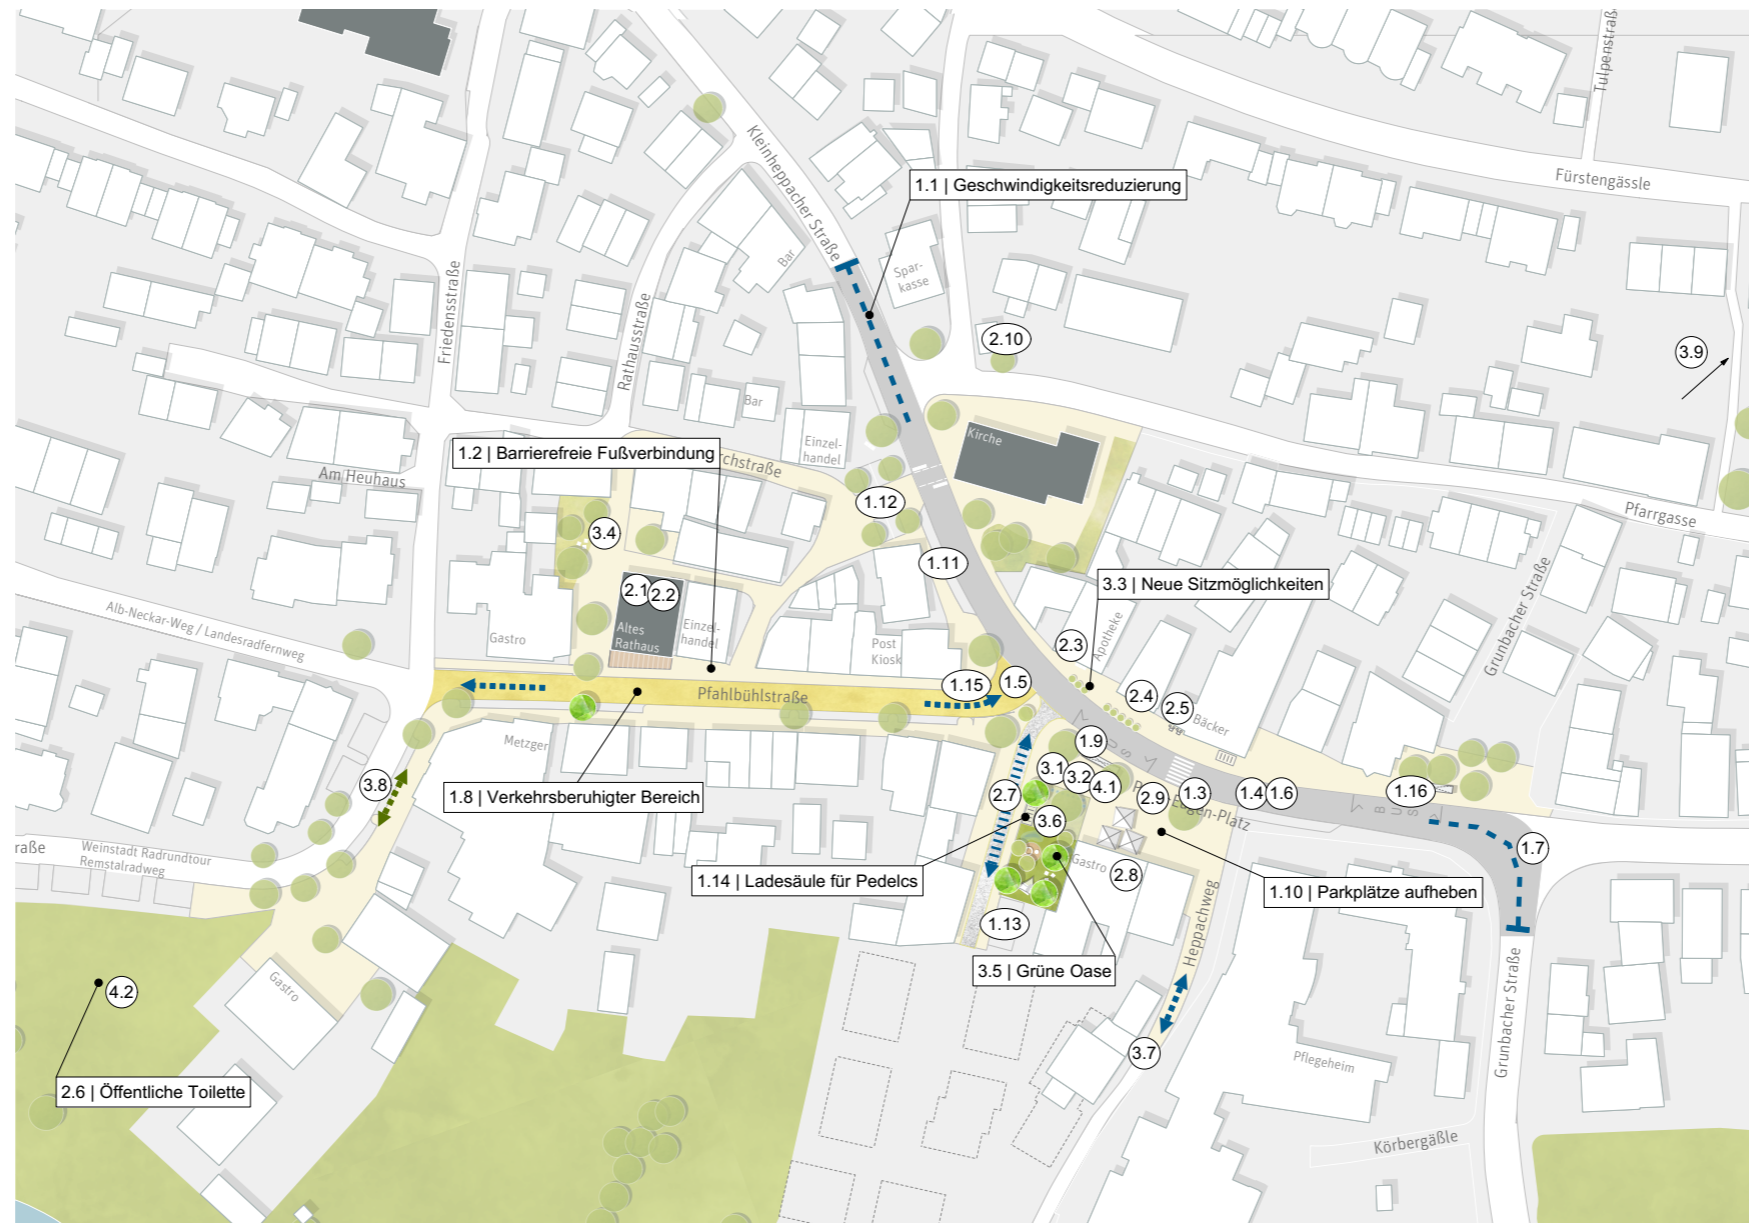 Tulpenstraße
Kleinheppacher Straße
1.1 | Geschwindigkeitsreduzierung
Fürstengässle
Bar
Spar-
kasse
Friedensstraße
Rathausstraße
2.10
3.9
Bar
Einzel-
handel
Kirche
1.2 | Barrierefreie Fußverbindung
rchstraße
Am Heuhaus
1.12
Pfarrgasse
3.4
1.11
3.3 | Neue Sitzmöglichkeiten
2.1
2.2
Alb-Neckar-Weg / Landesradfernweg
Gastro
Altes
Rathaus
Einzel-
handel
Post
Kiosk
2.3
Apotheke
Grunbacher Straße
1.15
1.5
Pfahlbühlstraße
2.4
2.5
Bäcker
Metzger
BUS
1.9
3.8
3.1
3.2
4.1
1.8 | Verkehrsberuhigter Bereich
2.7
2.9
1.3
1.4
1.6
1.16
BUS
-Eugen-Platz
3.6
raße
Weinstadt Radrundtour
Remstalradweg
1.7
1.14 | Ladesäule für Pedelcs
Gastro
2.8
1.10 | Parkplätze aufheben
1.13
Heppachweg
3.5 | Grüne Oase
Gastro
4.2
Grunbacher Straße
3.7
Pflegeheim
2.6 | Öffentliche Toilette
Körbergäßle